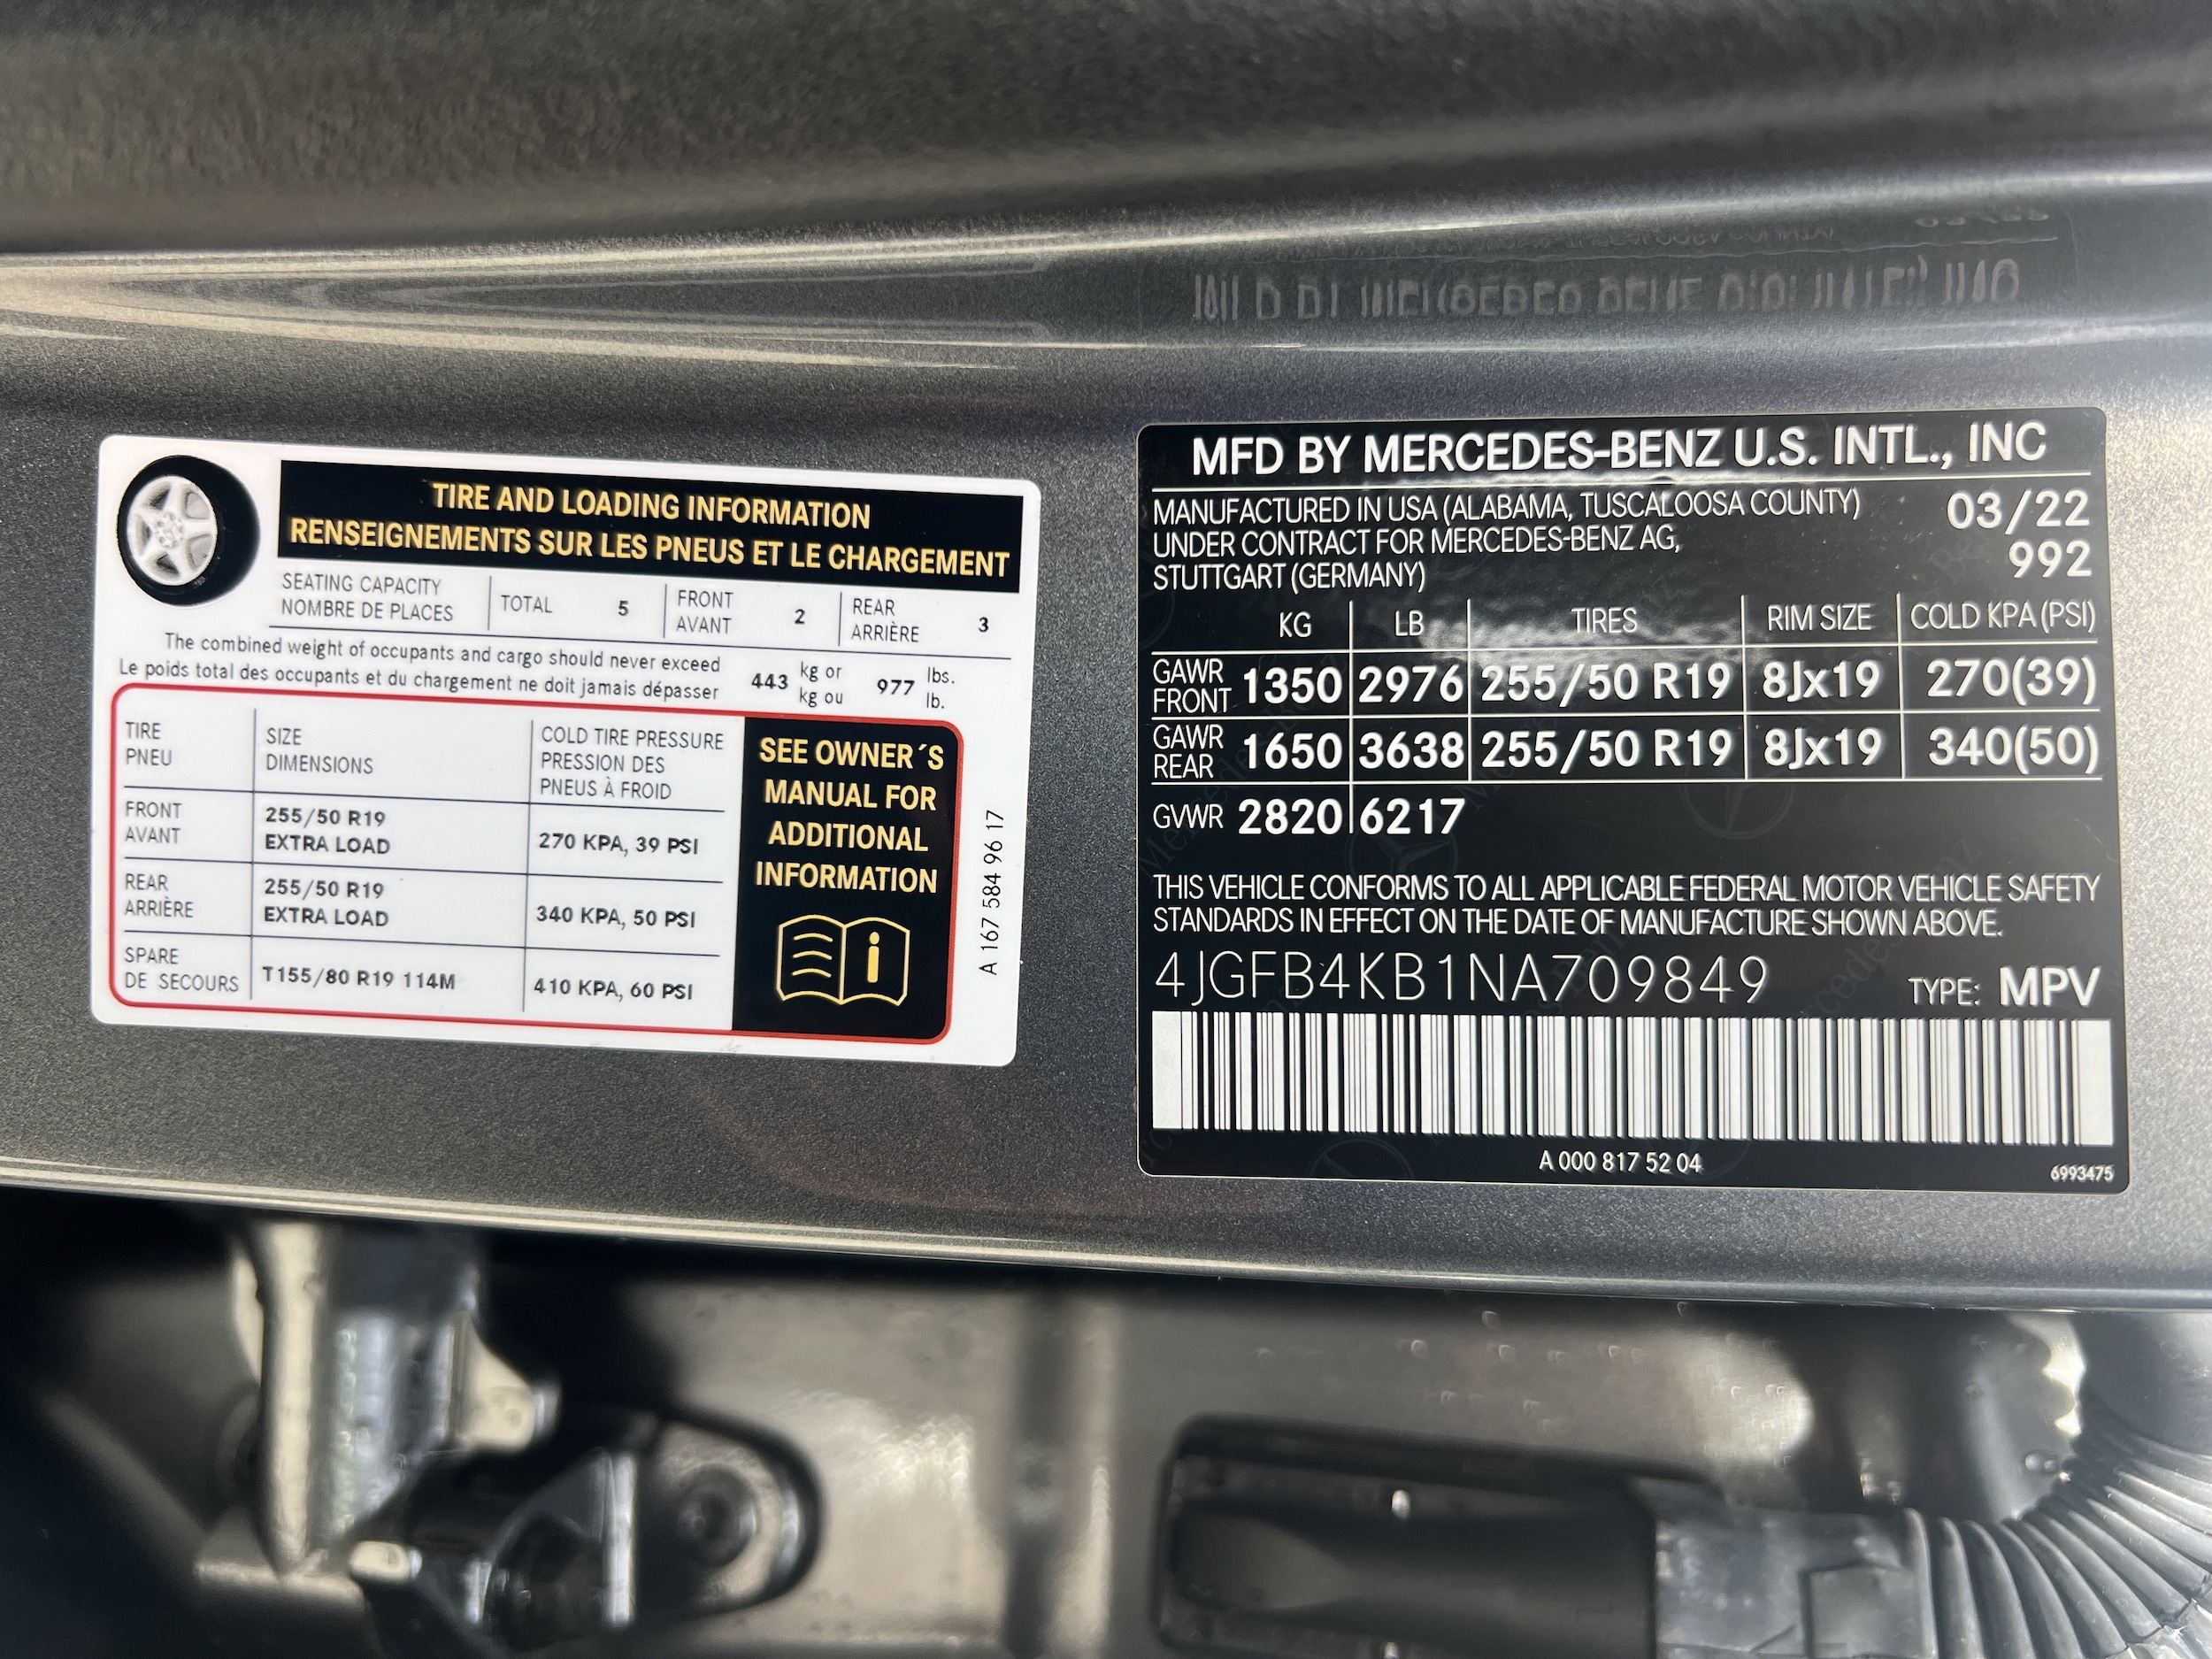 TIRE AND LOADING INFORMATION
RENSEIGNEMENTS SUR LES PNEUS ET LE CHARGEMENT
SEATING CAPACITY
NOMBRE DE PLACES
TOTAL 5
FRONT
AVANT
2
REAR
ARRIÈRE
3
The combined weight of occupants and cargo should never exceed
Le poids total des occupants et du chargement ne doit jamais dépasser
443
kg or
kg ou
977
lbs.
lb.
TIRE
PNEU
SIZE
DIMENSIONS
COLD TIRE PRESSURE
PRESSION DES
PNEUS À FROID
FRONT
AVANT
255/50 R19
EXTRA LOAD
270 KPA, 39 PSI
REAR
ARRIÈRE
255/50 R19
EXTRA LOAD
340 KPA, 50 PSI
SPARE
DE SECOURS
T155/80 R19 114M
410 KPA, 60 PSI
SEE OWNER´S
MANUAL FOR
ADDITIONAL
INFORMATION
A 167 584 96 17
MFD BY MERCEDES-BENZ U.S. INTL., INC
MANUFACTURED IN USA (ALABAMA, TUSCALOOSA COUNTY)
UNDER CONTRACT FOR MERCEDES-BENZ AG,
STUTTGART (GERMANY)
03/22
992
KG LB TIRES RIM SIZE COLD KPA (PSI)
GAWR
FRONT
1350 2976 255/50 R19 8Jx19 270(39)
GAWR
REAR
1650 3638 255/50 R19 8Jx19 340(50)
GVWR 2820 6217
THIS VEHICLE CONFORMS TO ALL APPLICABLE FEDERAL MOTOR VEHICLE SAFETY
STANDARDS IN EFFECT ON THE DATE OF MANUFACTURE SHOWN ABOVE.
4JGFB4KB1NA709849
TYPE: MPV
A 000 817 52 04
6993475